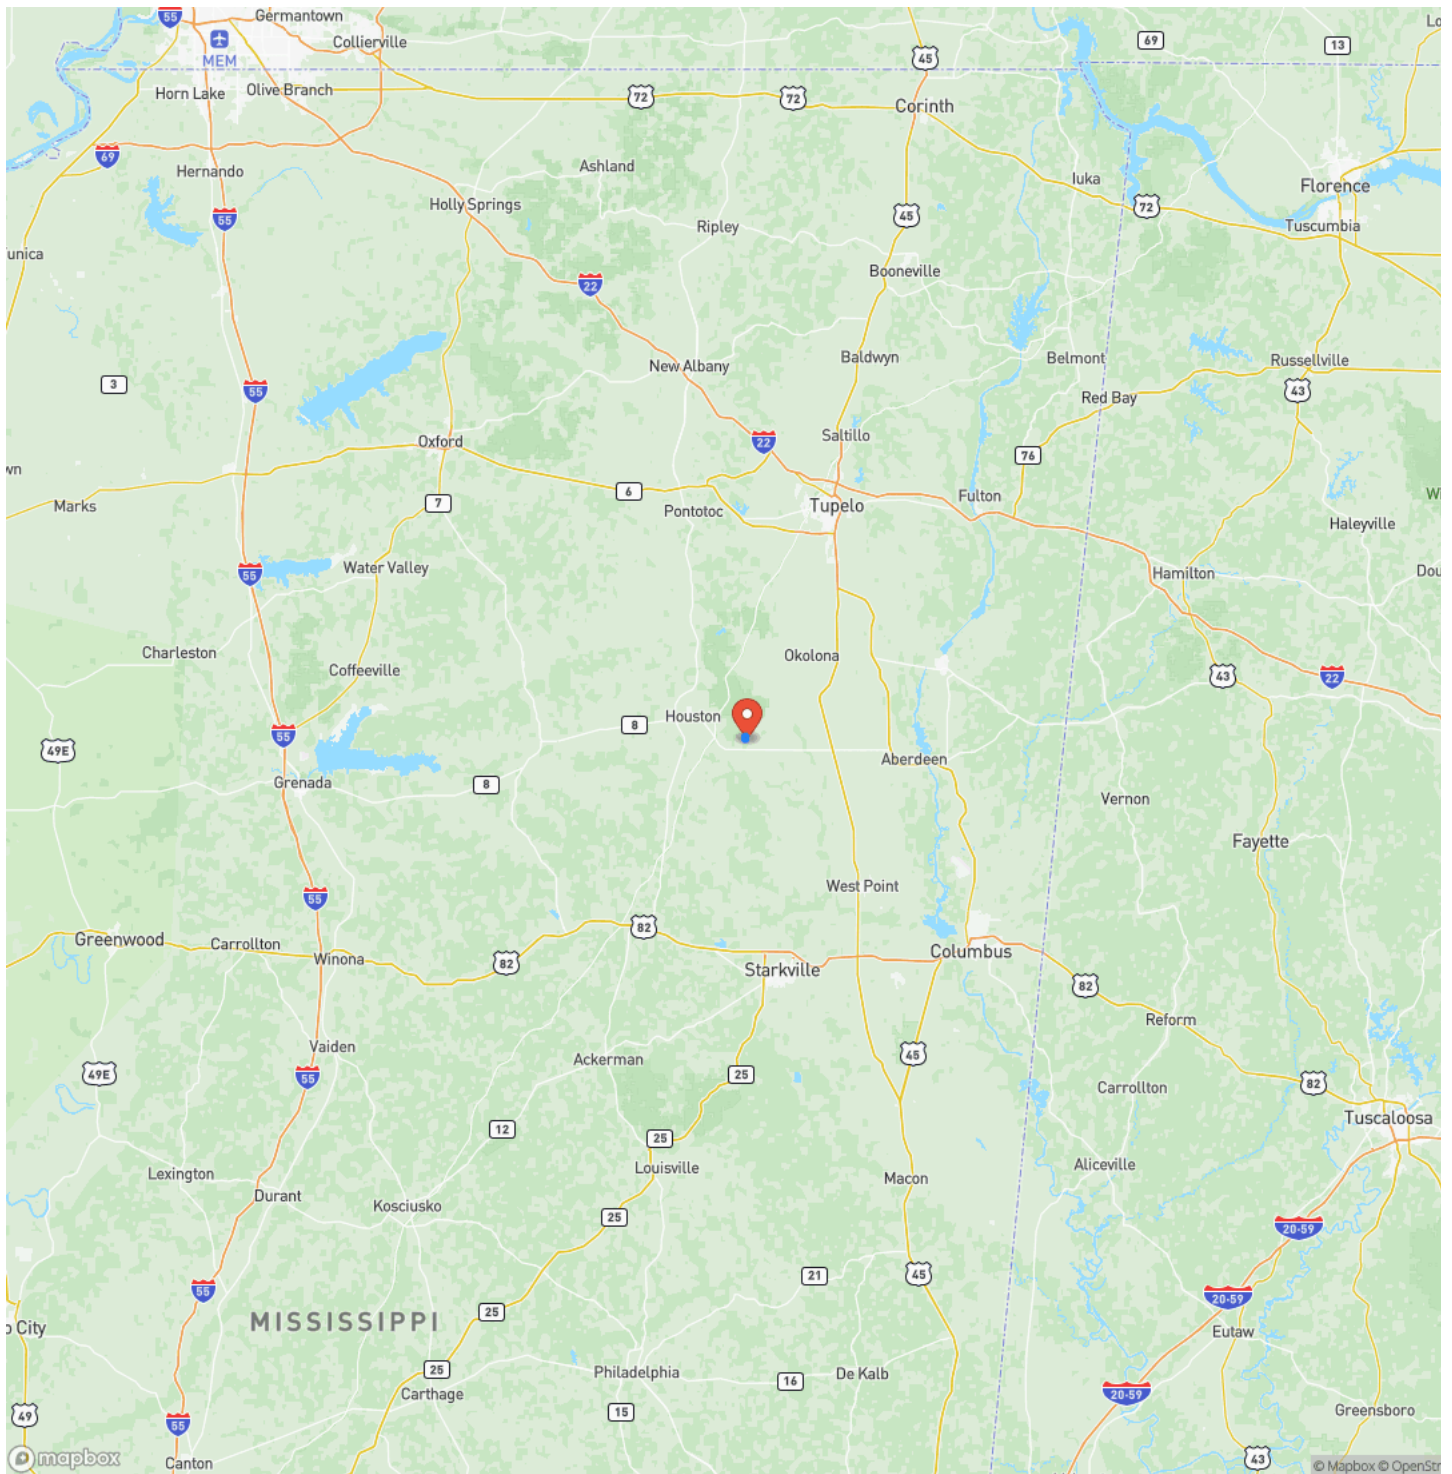 55
Germantown
Collierville
MEM
69
13
45
Horn Lake
Olive Branch
72
72
Corinth
69
Hernando
Ashland
Iuka
Florence
Holly Springs
55
45
72
Ripley
Tuscumbia
unica
Booneville
22
New Albany
Baldwyn
Belmont
Russellville
3
55
43
Red Bay
Oxford
22
Saltillo
76
wn
6
7
Fulton
Marks
Pontotoc
Tupelo
Haleyville
55
Water Valley
Hamilton
Dou
Charleston
Coffeeville
Okolona
43
22
Houston
8
55
49E
Aberdeen
Grenada
8
Vernon
Fayette
55
West Point
82
Greenwood
Carrollton
Winona
82
Columbus
Starkville
82
Reform
Vaiden
Ackerman
45
49E
55
25
Carrollton
82
Tuscaloosa
12
25
Lexington
Louisville
Aliceville
Durant
Kosciusko
Macon
25
20-59
55
21
45
20-59
MISSISSIPPI
25
o City
Eutaw
25
Philadelphia
De Kalb
16
Carthage
20-59
49
55
15
Greensboro
mapbox
Canton
43
© Mapbox © OpenStr